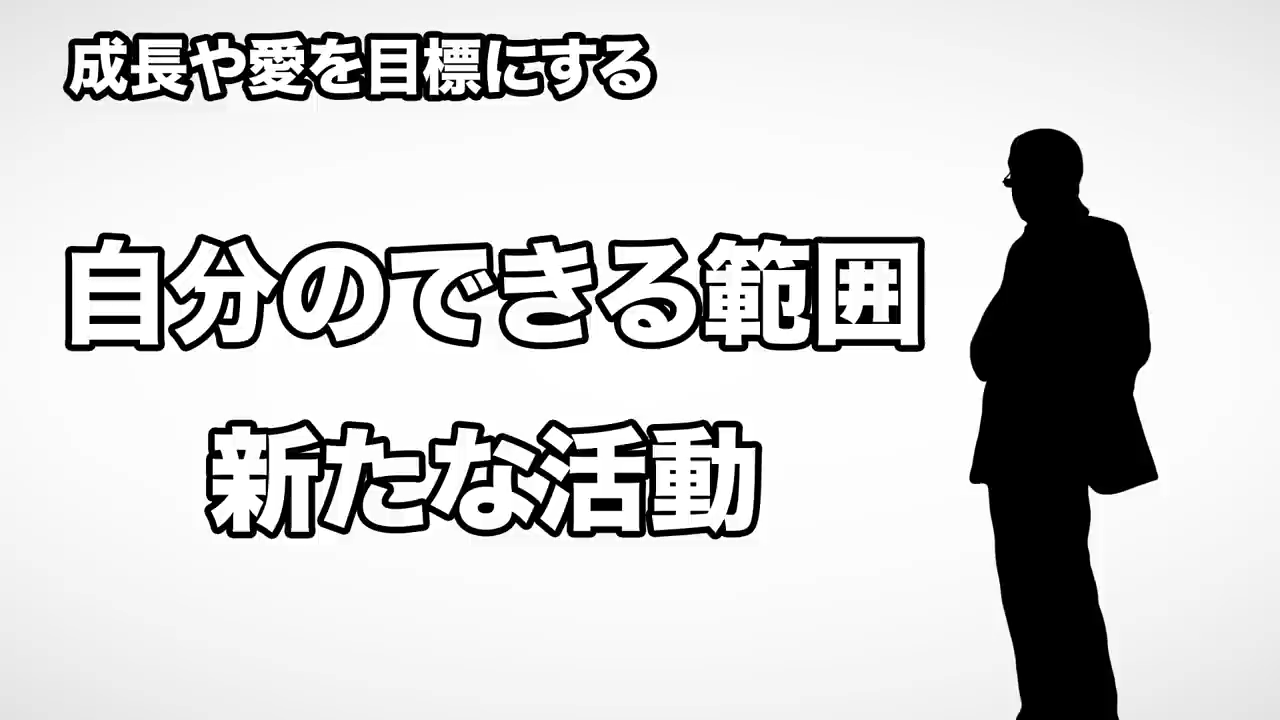 成長や愛を目標にする
自分のできる範囲
新たな活動